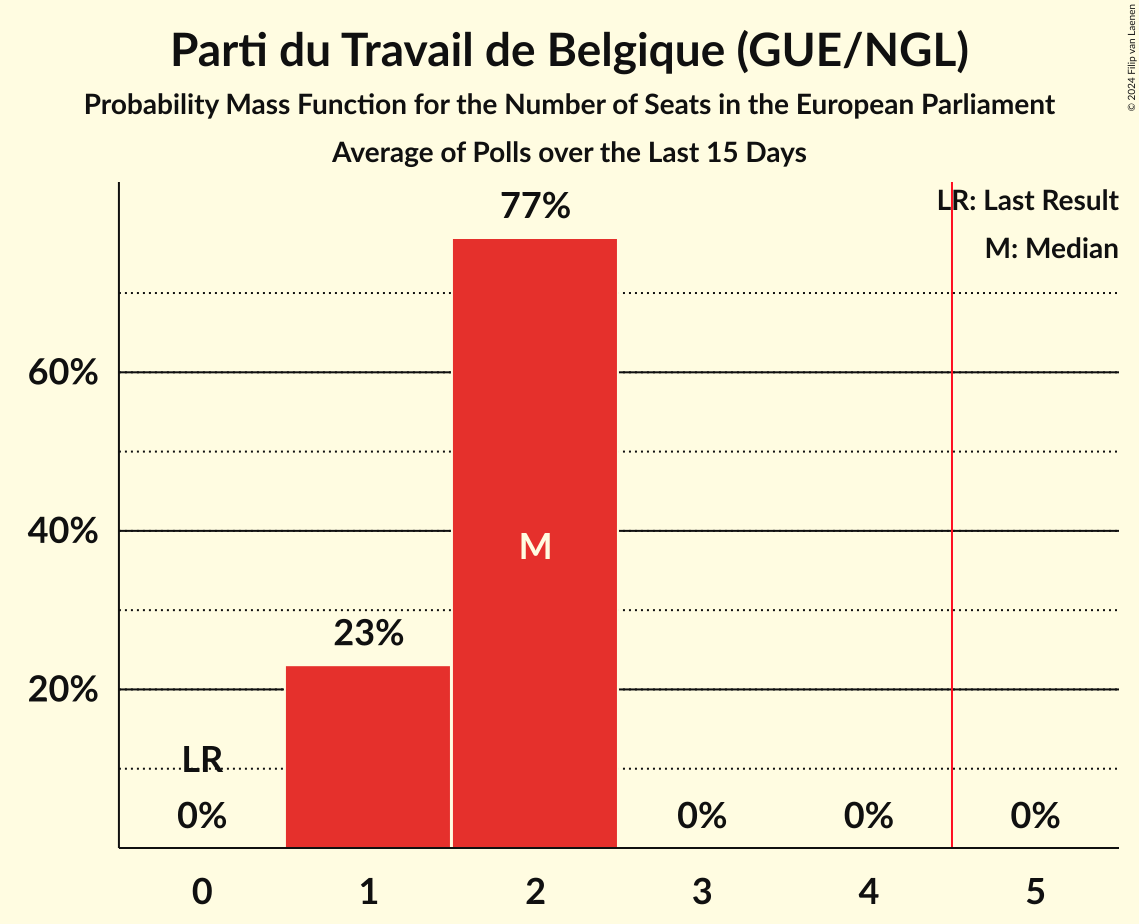 Parti du Travail de Belgique (GUE/NGL)
Probability Mass Function for the Number of Seats in the European Parliament
Average of Polls over the Last 15 Days
© 2024 Filip van Laenen
LR: Last Result
M: Median
77%
60%
40%
M
23%
20%
LR
0%
0%
0%
0%
0
1
2
3
4
5